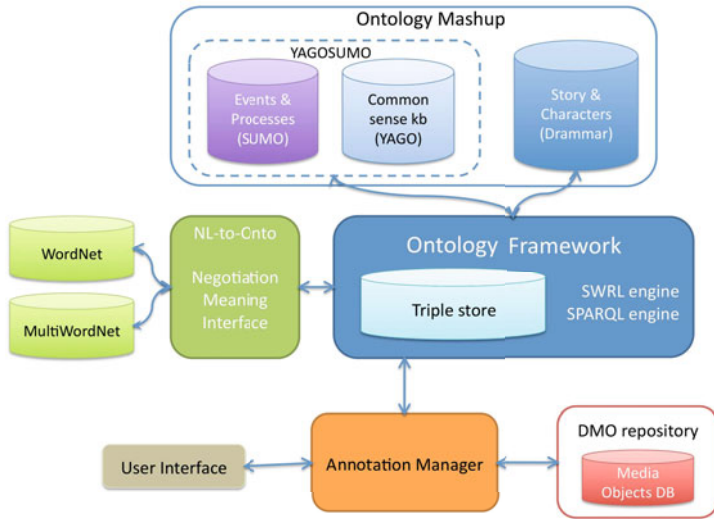 Ontology Mashup
YAGOSUMO
Events &
Processes
(SUMO)
Common
sense kb
(YAGO)
Story &
Characters
(Drammar)
WordNet
MultiWordNet
NL-to-Cnto
Negotiation
Meaning
Interface
Ontology Framework
Triple store
SWRL engine
SPARQL engine
User Interface
Annotation Manager
DMO repository
Media
Objects DB